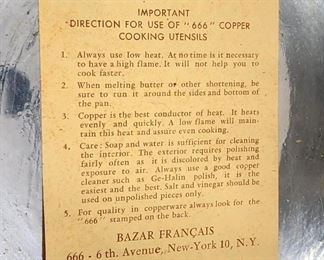 IMPORTANT
DIRECTION FOR USE OF "666" COPPER
COOKING UTENSILS
1. Always use low heat. At no time is it necessary
to have a high flame. It will not help you to
cook faster.
2. When melting butter or other shortening, be
sure to run it around the sides and bottom of
the pan.
3. Copper is the best conductor of heat. It heats
evenly and quickly. A low flame will main-
tain this heat and assure even cooking.
4. Care: Soap and water is sufficient for cleaning
the interior. The exterior requires polishing
fairly often as it is discolored by heat and
exposure to air. Always use a good copper
cleaner such as Ge-Halin polish, it is the
easiest and the best. Salt and vinegar should be
used on unpolished pieces only.
5. For quality in copperware always look for the
"666" stamped on the back.
BAZAR FRANÇAIS
666 - 6 th. Avenue, New-York 10, N.Y.